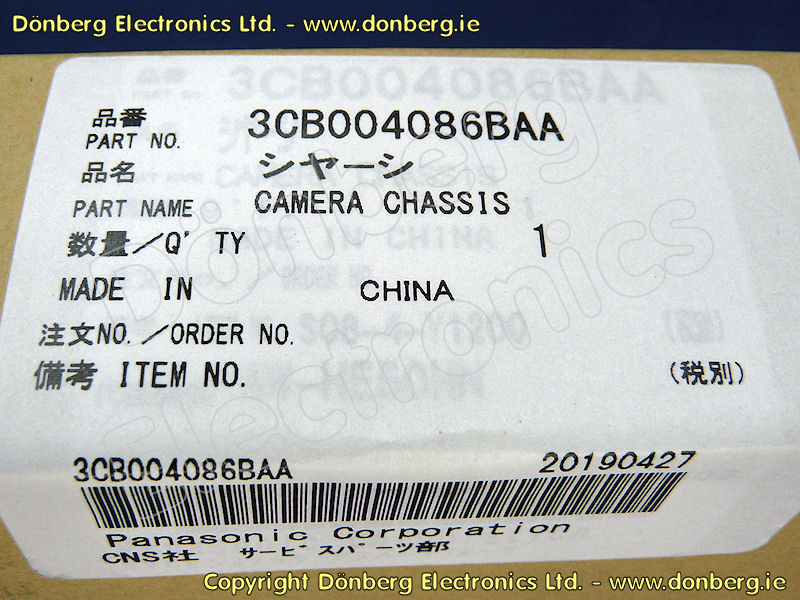 Dönberg Electronics Ltd. - www.donberg.ie
品番
PART NO. 3CB004086BAA
品名 シヤーシ
PART NAME CAMERA CHASSIS
数量／Q'TY 1
MADE IN CHINA
注文NO.／ORDER NO.
備考 ITEM NO. (税別)
3CB004086BAA 20190427
Panasonic Corporation
CNS社 サービスパーツ部
Dönberg Electronics
Copyright Dönberg Electronics Ltd. - www.donberg.ie